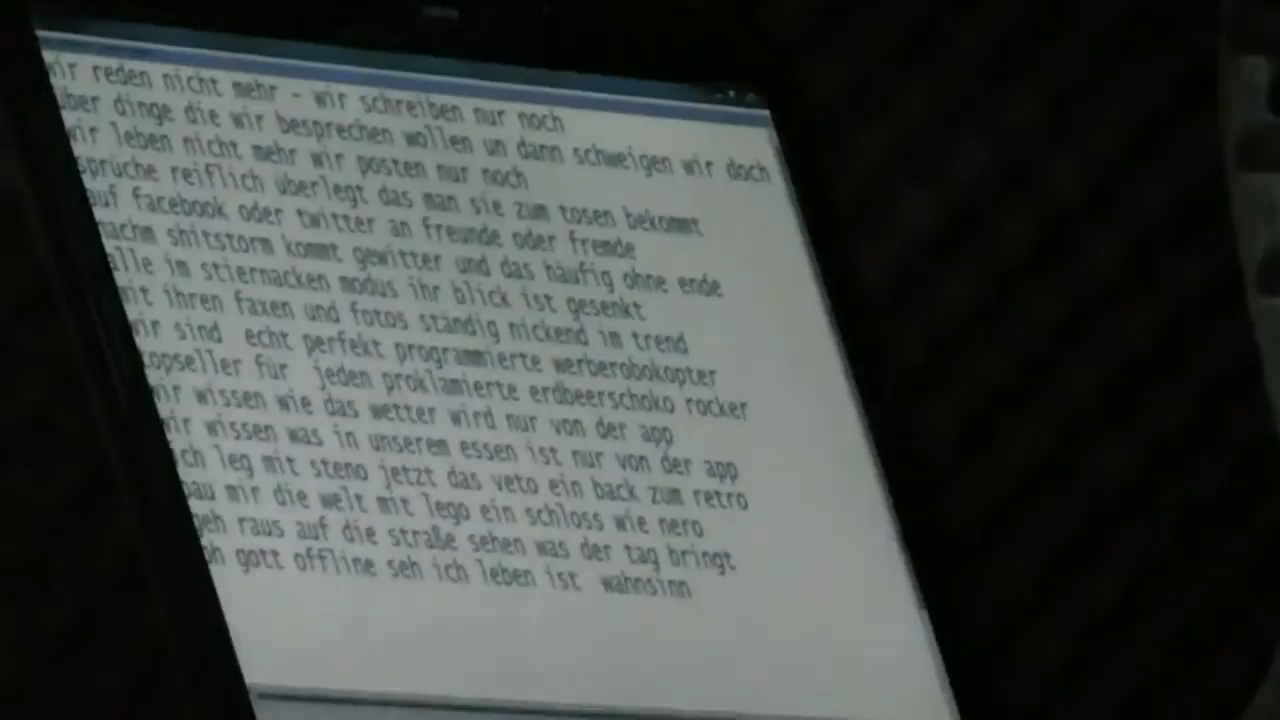 wir reden nicht mehr - wir schreiben nur noch
über dinge die wir besprechen wollen un dann schweigen wir doch
wir leben nicht mehr wir posten nur noch
sprüche reiflich überlegt das man sie zum tosen bekommt
auf facebook oder twitter an freunde oder fremde
nachm shitstorm kommt gewitter und das häufig ohne ende
alle im stiernacken modus ihr blick ist gesenkt
mit ihren faxen und fotos ständig nickend im trend
wir sind echt perfekt programmierte werberobokopter
topseller für jeden proklamierte erdbeerschoko rocker
wir wissen wie das wetter wird nur von der app
wir wissen was in unserem essen ist nur von der app
ich leg mit steno jetzt das veto ein back zum retro
bau mir die welt mit lego ein schloss wie nero
geh raus auf die straße sehen was der tag bringt
oh gott offline seh ich leben ist wahnsinn